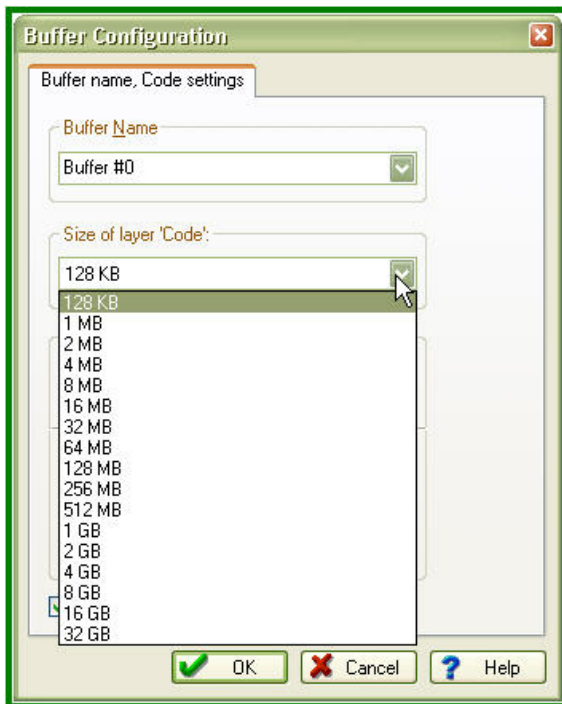 Buffer Configuration
Buffer name, Code settings
Buffer Name
Buffer #0
Size of layer 'Code':
128 KB
128 KB
1 MB
2 MB
4 MB
8 MB
16 MB
32 MB
64 MB
128 MB
256 MB
512 MB
1 GB
2 GB
4 GB
8 GB
16 GB
32 GB
OK Cancel ? Help